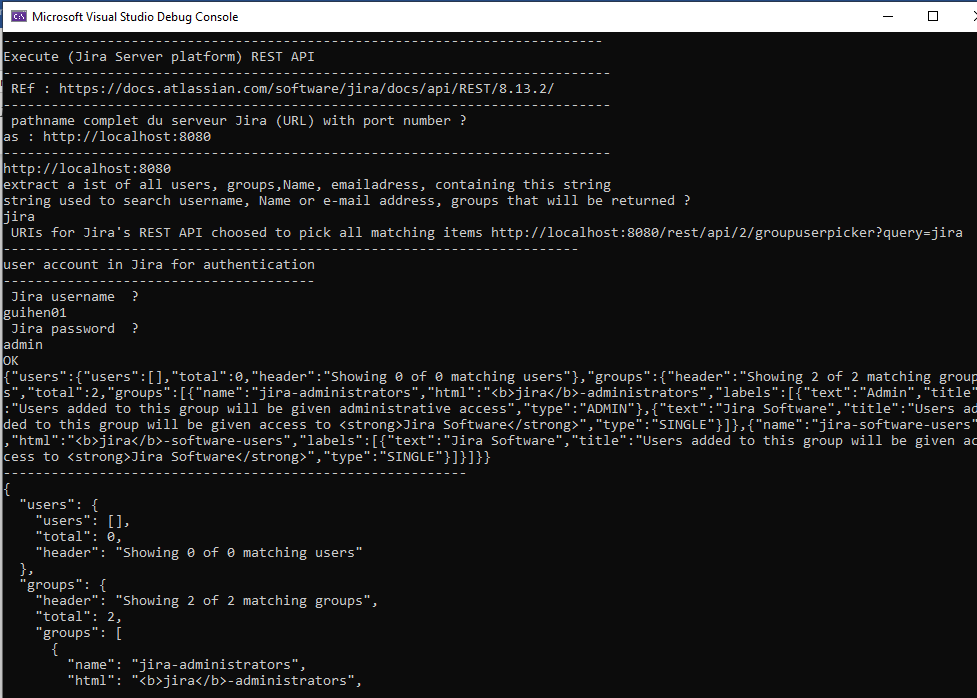 Microsoft Visual Studio Debug Console
---------------------------------------------------------------------------
Execute (Jira Server platform) REST API
----------------------------------------------------------------------------
REf : https://docs.atlassian.com/software/jira/docs/api/REST/8.13.2/
----------------------------------------------------------------------------
pathname complet du serveur Jira (URL) with port number ?
as : http://localhost:8080
----------------------------------------------------------------------------
http://localhost:8080
extract a ist of all users, groups,Name, emailadress, containing this string
string used to search username, Name or e-mail address, groups that will be returned ?
jira
URIs for Jira's REST API choosed to pick all matching items http://localhost:8080/rest/api/2/groupuserpicker?query=jira
------------------------------------------------------------------------
user account in Jira for authentication
---------------------------------------
Jira username  ?
guihen01
Jira password  ?
admin
OK
{"users":{"users":[],"total":0,"header":"Showing 0 of 0 matching users"},"groups":{"header":"Showing 2 of 2 matching group
s","total":2,"groups":[{"name":"jira-administrators","html":"<b>jira</b>-administrators","labels":[{"text":"Admin","title"
:"Users added to this group will be given administrative access","type":"ADMIN"},{"text":"Jira Software","title":"Users ad
ded to this group will be given access to <strong>Jira Software</strong>","type":"SINGLE"}]},{"name":"jira-software-users"
,"html":"<b>jira</b>-software-users","labels":[{"text":"Jira Software","title":"Users added to this group will be given ac
cess to <strong>Jira Software</strong>","type":"SINGLE"}]}]}}
----------------------------------------------------------
{
"users": {
"users": [],
"total": 0,
"header": "Showing 0 of 0 matching users"
},
"groups": {
"header": "Showing 2 of 2 matching groups",
"total": 2,
"groups": [
{
"name": "jira-administrators",
"html": "<b>jira</b>-administrators",